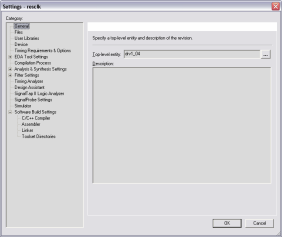 Settings - resclk
Category:
General
Files
User Libraries
Device
Timing Requirements & Options
EDA Tool Settings
Compilation Process
Analysis & Synthesis Settings
Fitter Settings
Timing Analyzer
Design Assistant
SignalTap II Logic Analyzer
SignalProbe Settings
Simulator
Software Build Settings
C/C++ Compiler
Assembler
Linker
Toolset Directories
General
Specify a top-level entity and description of the revision.
Top-level entity:
...
Description:
OK
Cancel